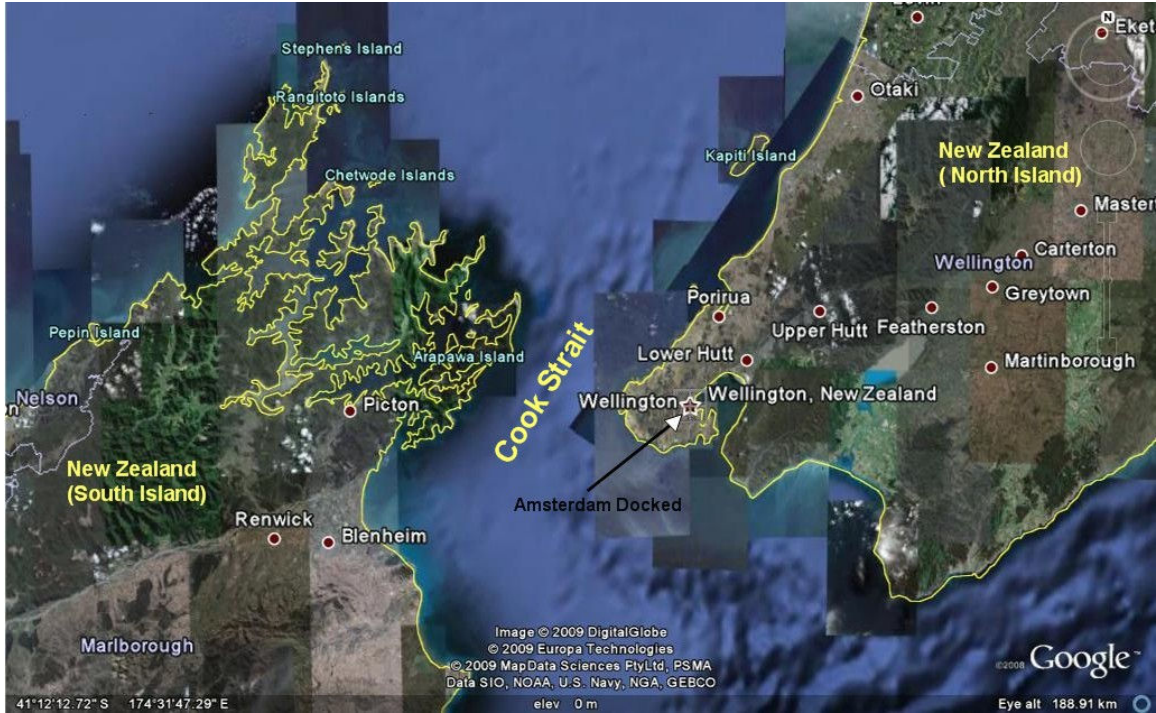 Stephens Island
Rangitoto Islands
Chetwode Islands
Pepin Island
Nelson
Arapawa Island
Picton
New Zealand
(South Island)
Renwick
Blenheim
Marlborough
Cook Strait
Kapiti Island
Otaki
Eket
N
New Zealand
( North Island)
Mastert
Carterton
Wellington
Greytown
Porirua
Upper Hutt
Featherston
Lower Hutt
Martinborough
Wellington
Wellington, New Zealand
Amsterdam Docked
Image © 2009 DigitalGlobe
© 2009 Europa Technologies
© 2009 MapData Sciences PtyLtd, PSMA
Data SIO, NOAA, U.S. Navy, NGA, GEBCO
©2008 Google™
41°12'12.72" S 174°31'47.29" E
elev 0 m
Eye alt 188.91 km